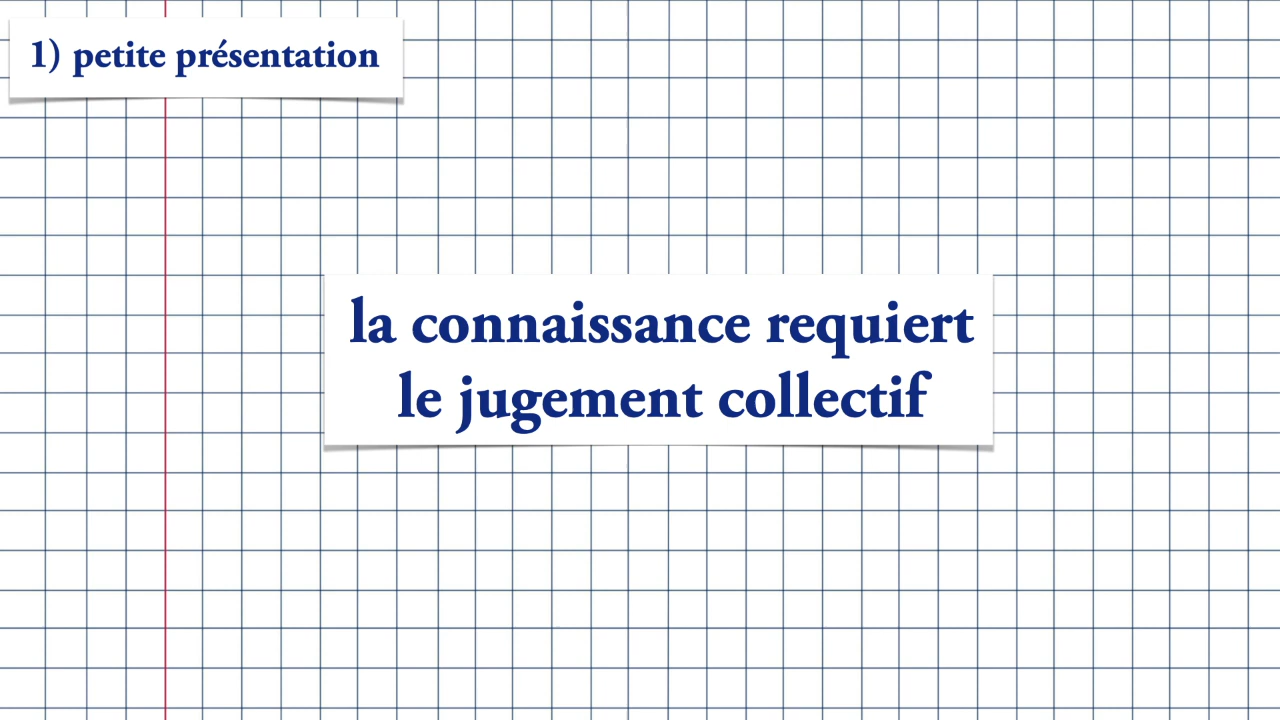 1) petite présentation
la connaissance requiert
le jugement collectif